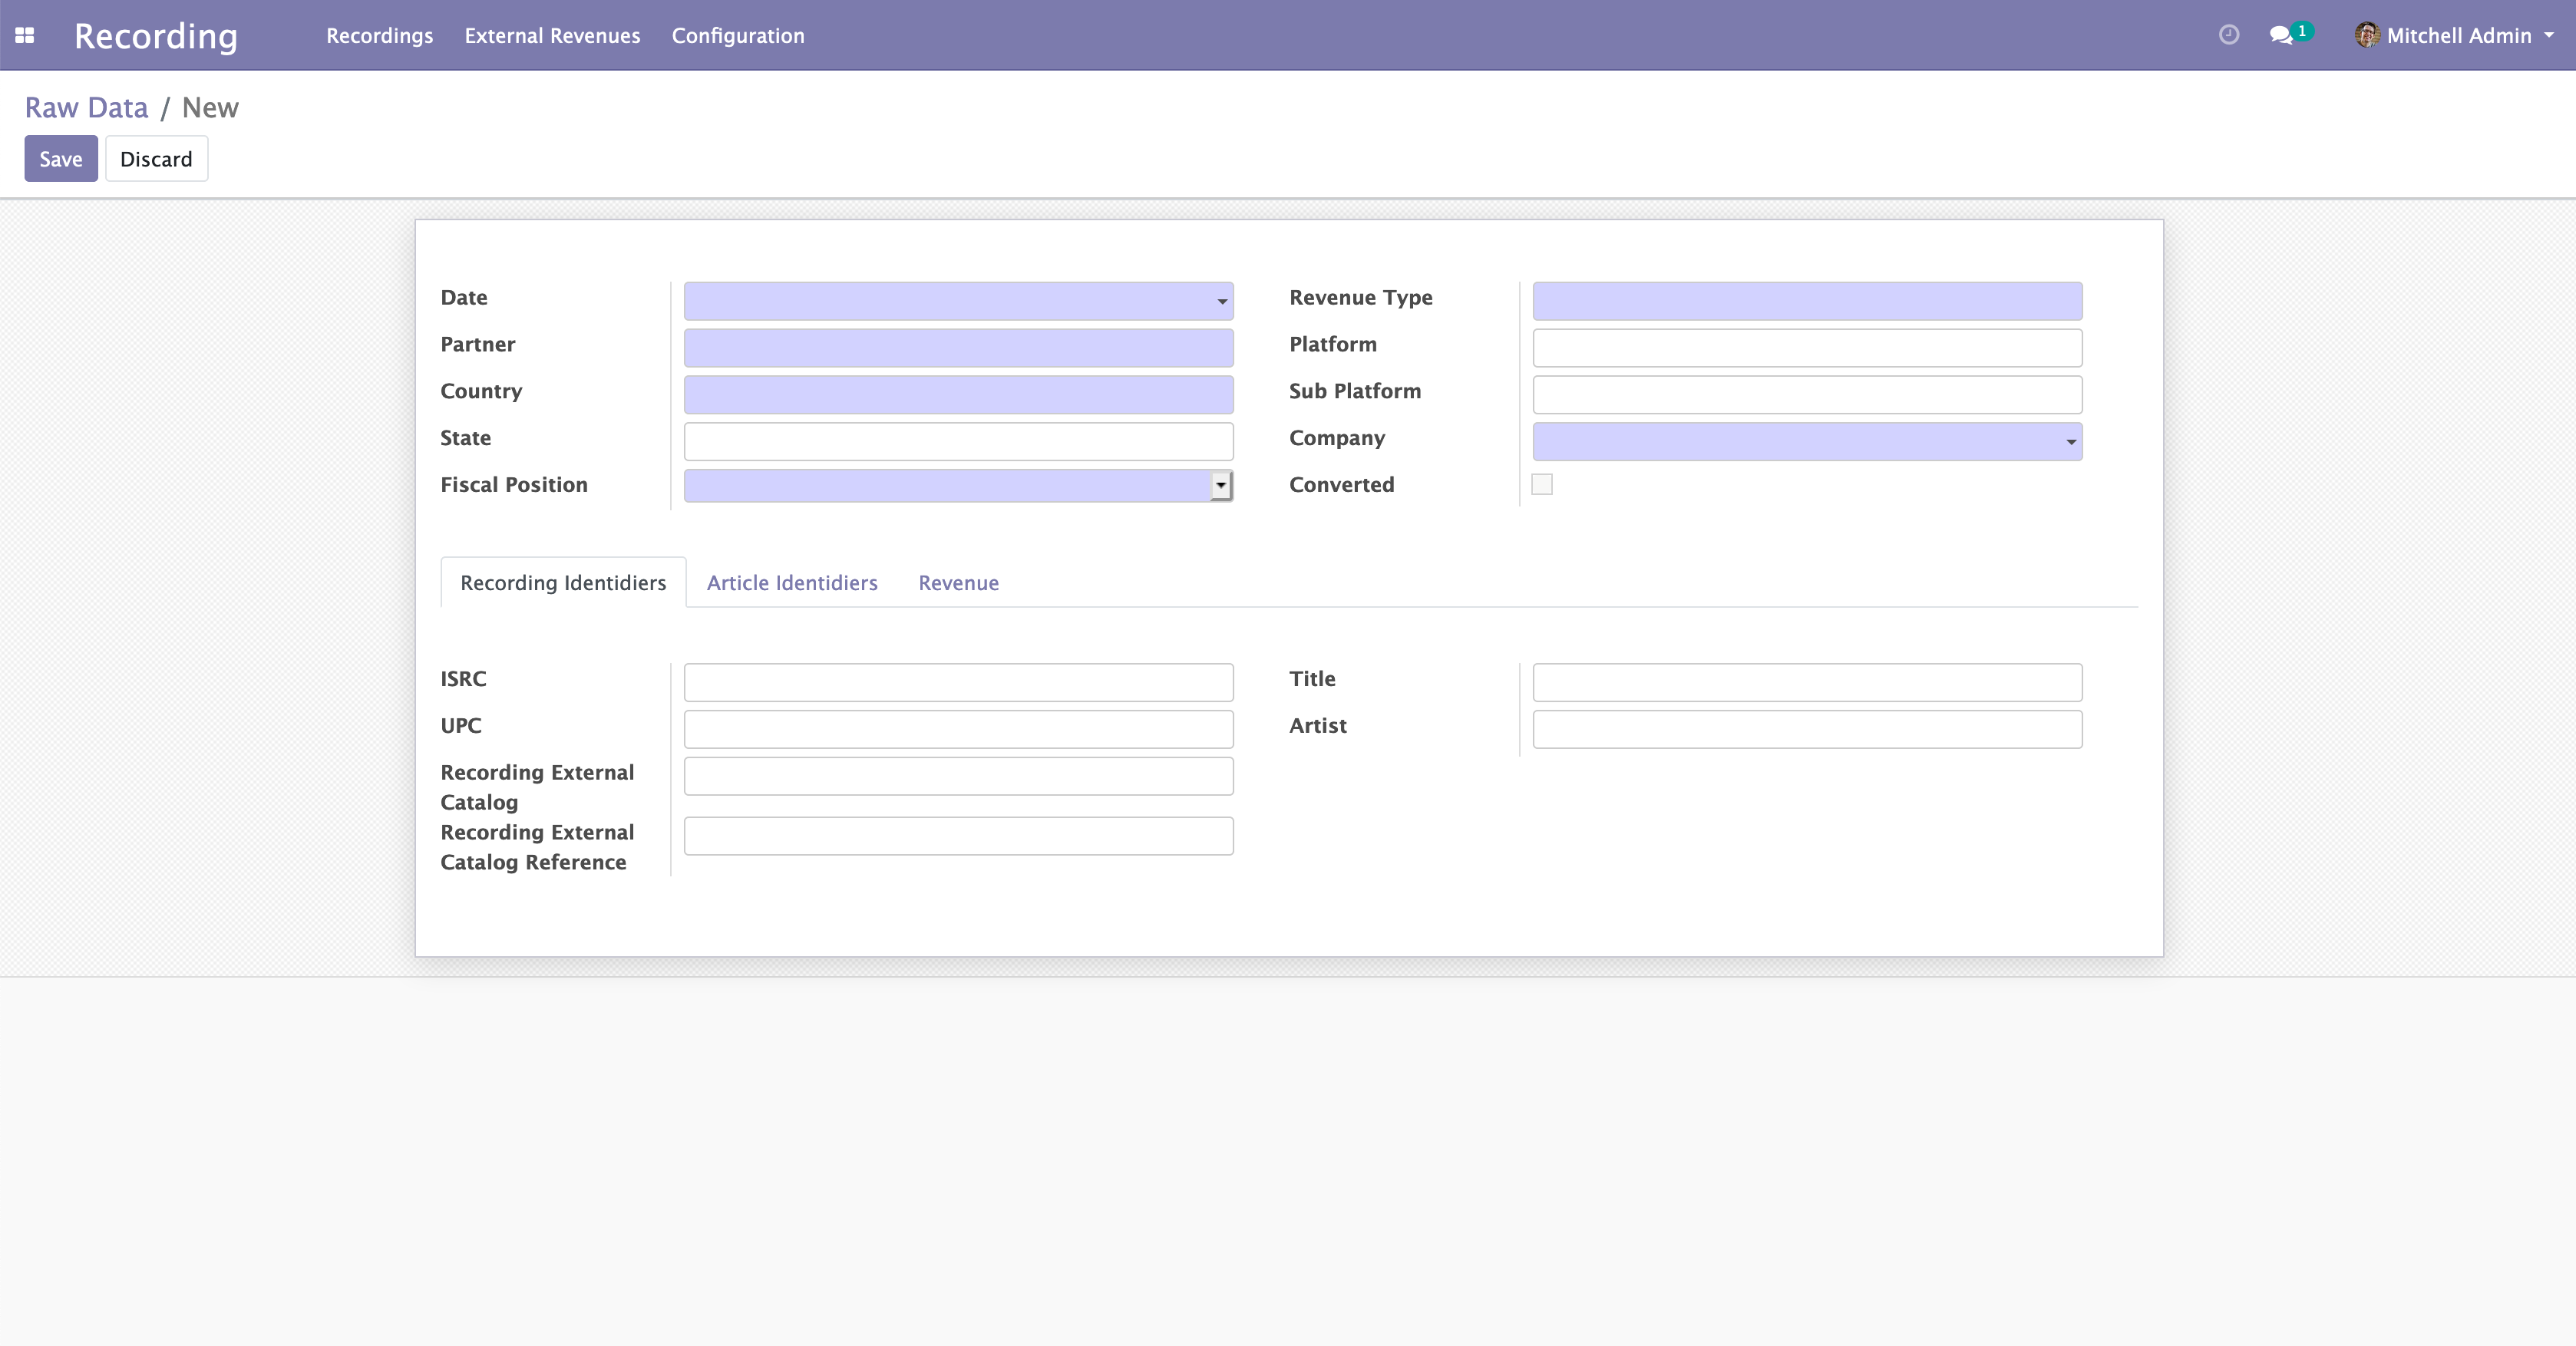 Recording
Recordings
External Revenues
Configuration
1
Mitchell Admin
Raw Data / New
Save
Discard
Date
Partner
Country
State
Fiscal Position
Revenue Type
Platform
Sub Platform
Company
Converted
Recording Identidiers
Article Identidiers
Revenue
ISRC
UPC
Recording External
Catalog
Recording External
Catalog Reference
Title
Artist